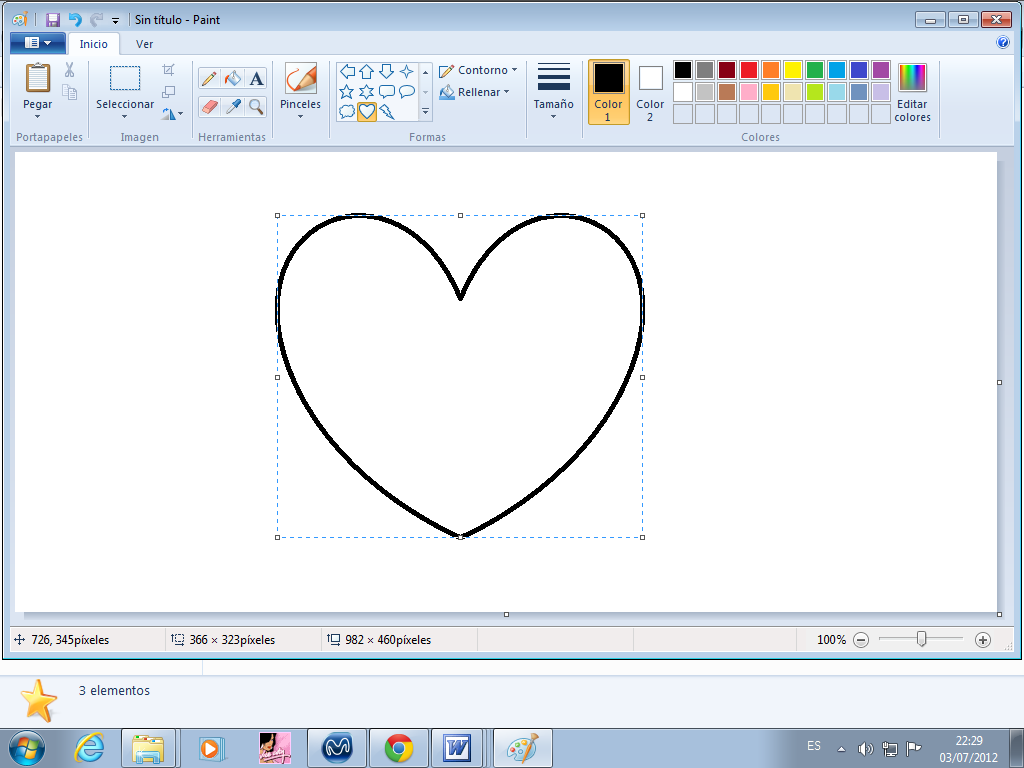 Sin título - Paint
Inicio Ver
Pegar
Seleccionar
A
Pinceles
Contorno
Rellenar
Tamaño
Color 1
Color 2
Editar colores
Portapapeles Imagen Herramientas Formas Colores
726, 345píxeles 366 × 323píxeles 982 × 460píxeles 100%
3 elementos
W
ES
22:29
03/07/2012